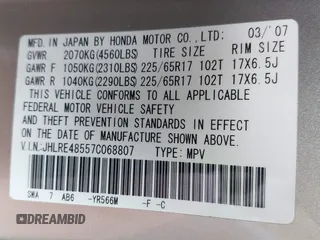 MFD. IN JAPAN BY HONDA MOTOR CO., LTD. 03/'07
GVWR 2070KG(4560LBS) TIRE SIZE RIM SIZE
GAWR F 1050KG(2310LBS) 225/65R17 102T 17X6.5J
GAWR R 1040KG(2290LBS) 225/65R17 102T 17X6.5J
THIS VEHICLE CONFORMS TO ALL APPLICABLE
FEDERAL MOTOR VEHICLE SAFETY
AND THEFT PREVENTION STANDARDS IN EFFECT ON
THE DATE OF MANUFACTURE SHOWN ABOVE.
V.I.N:JHLRE48557C068807 TYPE: MPV
SWA 7 AB6 -YR566M -F -C
DREAMBID